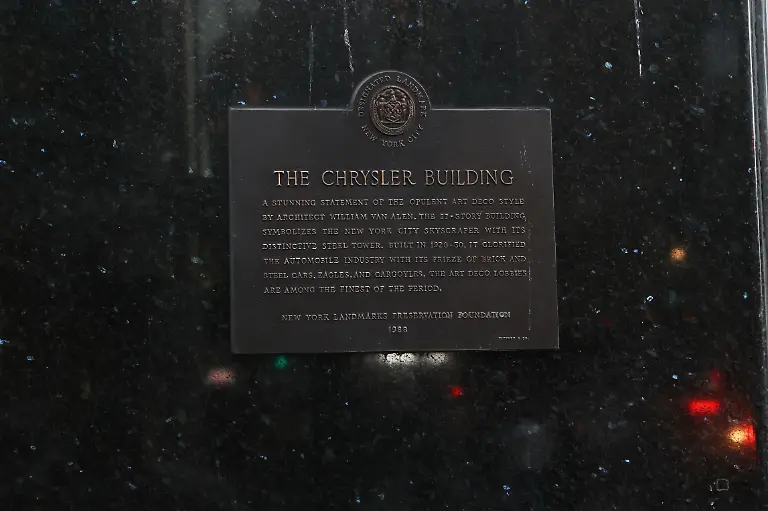 DESIGNATED LANDMARK
NEW YORK CITY
THE CHRYSLER BUILDING
A STUNNING STATEMENT OF THE OPULENT ART DECO STYLE
BY ARCHITECT WILLIAM VAN ALEN, THE 77-STORY BUILDING
SYMBOLIZES THE NEW YORK CITY SKYSCRAPER WITH ITS
DISTINCTIVE STEEL TOWER. BUILT IN 1928-30, IT GLORIFIED
THE AUTOMOBILE INDUSTRY WITH ITS FRIEZE OF BRICK AND
STEEL CARS, EAGLES, AND GARGOYLES. THE ART DECO LOBBIES
ARE AMONG THE FINEST OF THE PERIOD.
NEW YORK LANDMARKS PRESERVATION FOUNDATION
1988